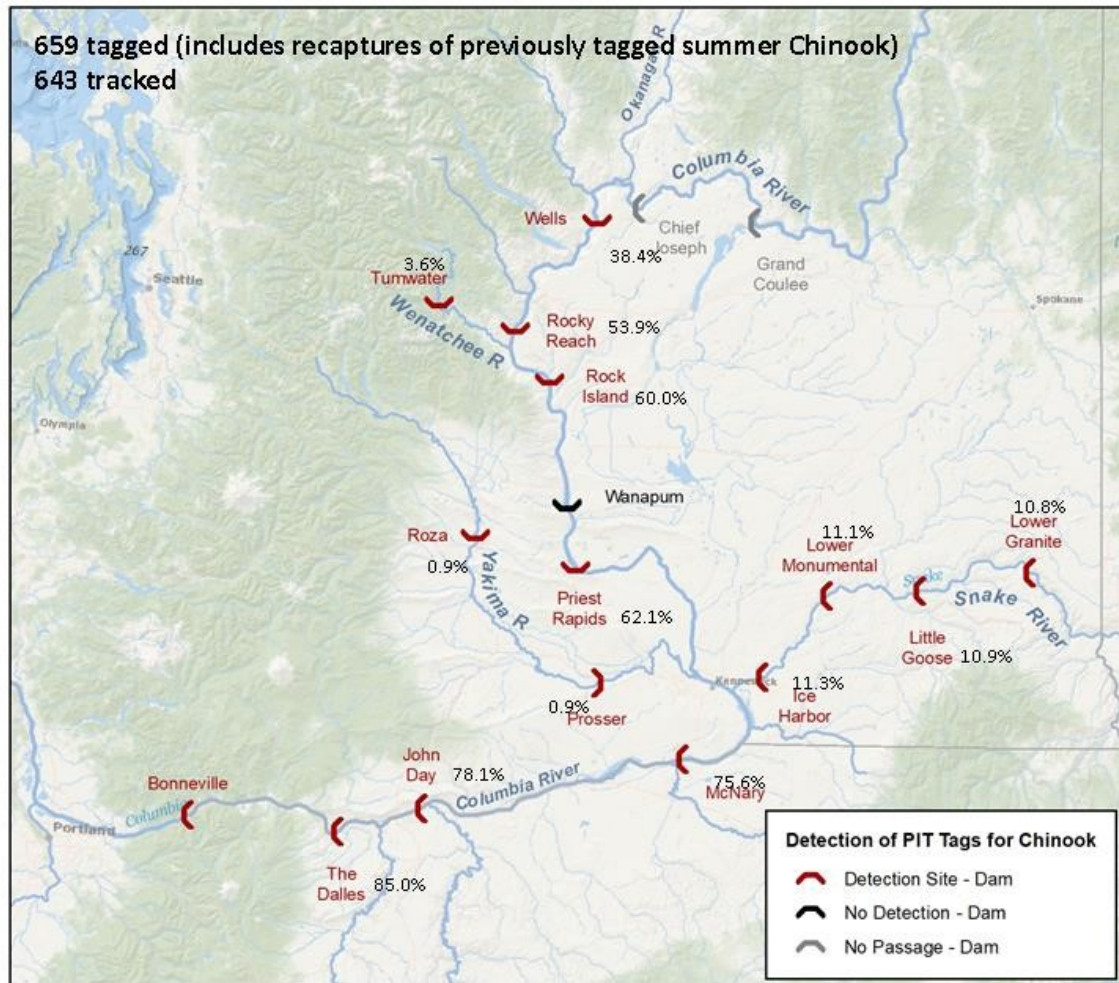 659 tagged (includes recaptures of previously tagged summer Chinook)
643 tracked
Okanagan R
Columbia River
Wells
Chief
Joseph
38.4%
Grand
Coulee
267
Seattle
3.6%
Tumwater
Wenatchee R
Rocky
Reach
53.9%
Spokane
Rock
Island
60.0%
Olympia
Wanapum
Roza
0.9%
Yakima R
Priest
Rapids
62.1%
11.1%
Lower
Monumental
10.8%
Lower
Granite
Snake
Snake River
Little
Goose
10.9%
Kennewick
11.3%
Ice
Harbor
0.9%
Prosser
Bonneville
John
Day
78.1%
Columbia River
75.6%
McNary
Columbia
Portland
The
Dalles
85.0%
Detection of PIT Tags for Chinook
Detection Site - Dam
No Detection - Dam
No Passage - Dam